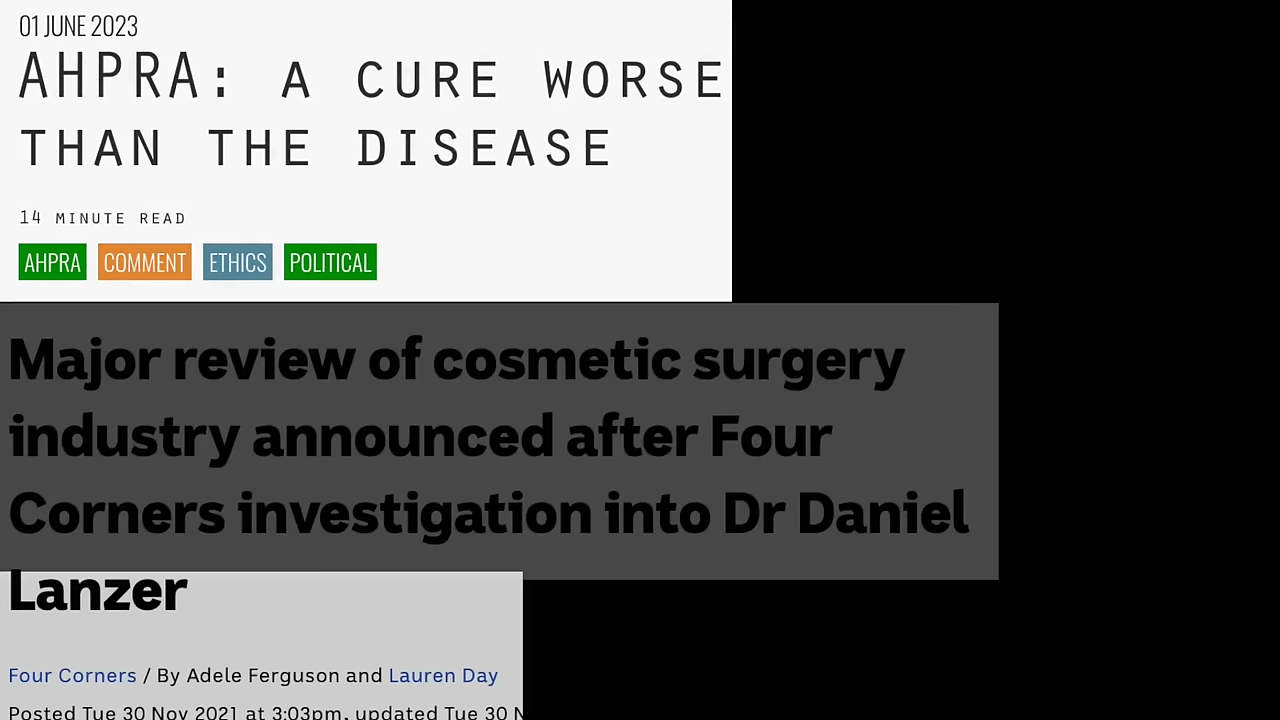 01 JUNE 2023
AHPRA: A CURE WORSE
THAN THE DISEASE
14 MINUTE READ
AHPRA COMMENT ETHICS POLITICAL
Major review of cosmetic surgery
industry announced after Four
Corners investigation into Dr Daniel
Lanzer
Four Corners / By Adele Ferguson and Lauren Day
Posted Tue 30 Nov 2021 at 3:03pm, updated Tue 30 N